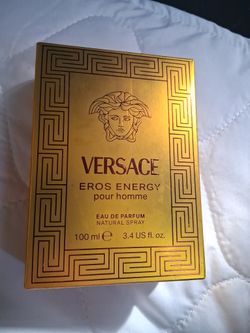 VERSACE
EROS ENERGY
pour homme
EAU DE PARFUM
NATURAL SPRAY
100 ml ℮ 3.4 US fl. oz.